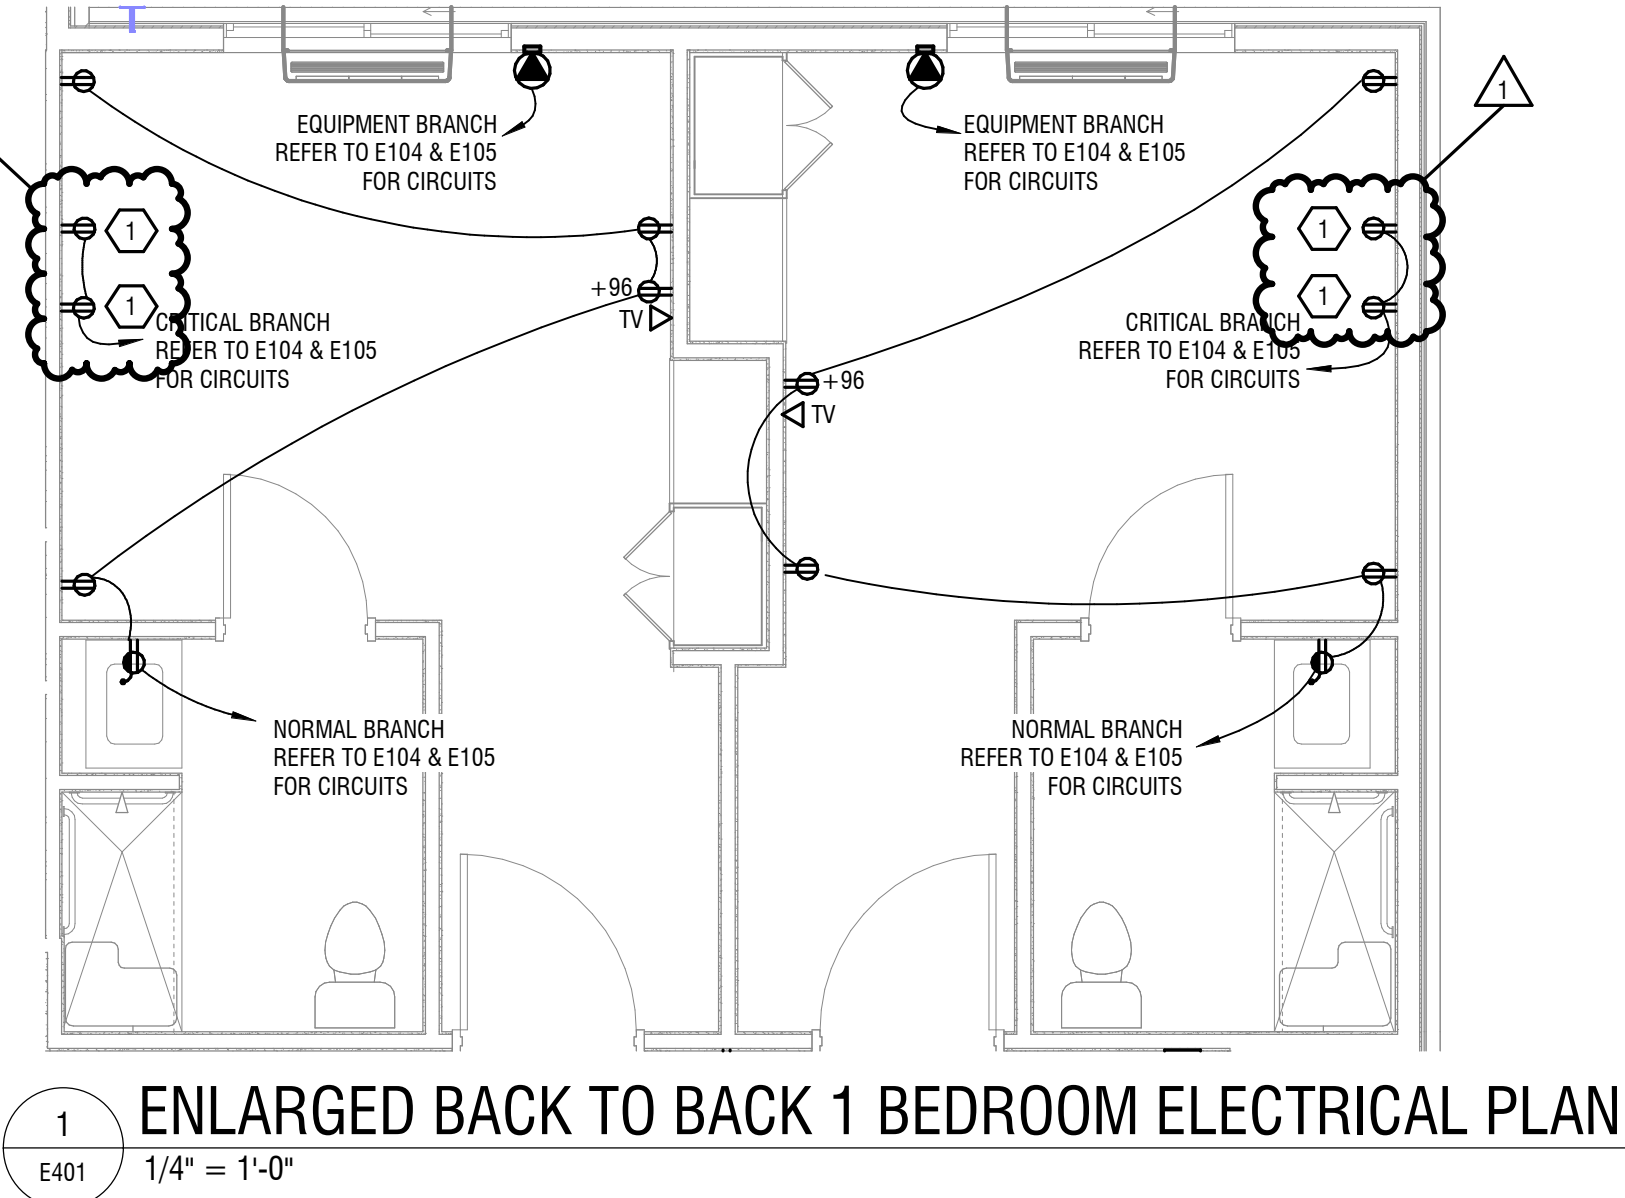 EQUIPMENT BRANCH
REFER TO E104 & E105
FOR CIRCUITS
EQUIPMENT BRANCH
REFER TO E104 & E105
FOR CIRCUITS
1
1
1
+96
TV
CRITICAL BRANCH
REFER TO E104 & E105
FOR CIRCUITS
1
1
CRITICAL BRANCH
REFER TO E104 & E105
FOR CIRCUITS
+96
TV
NORMAL BRANCH
REFER TO E104 & E105
FOR CIRCUITS
NORMAL BRANCH
REFER TO E104 & E105
FOR CIRCUITS
1
E401
ENLARGED BACK TO BACK 1 BEDROOM ELECTRICAL PLAN
1/4" = 1'-0"